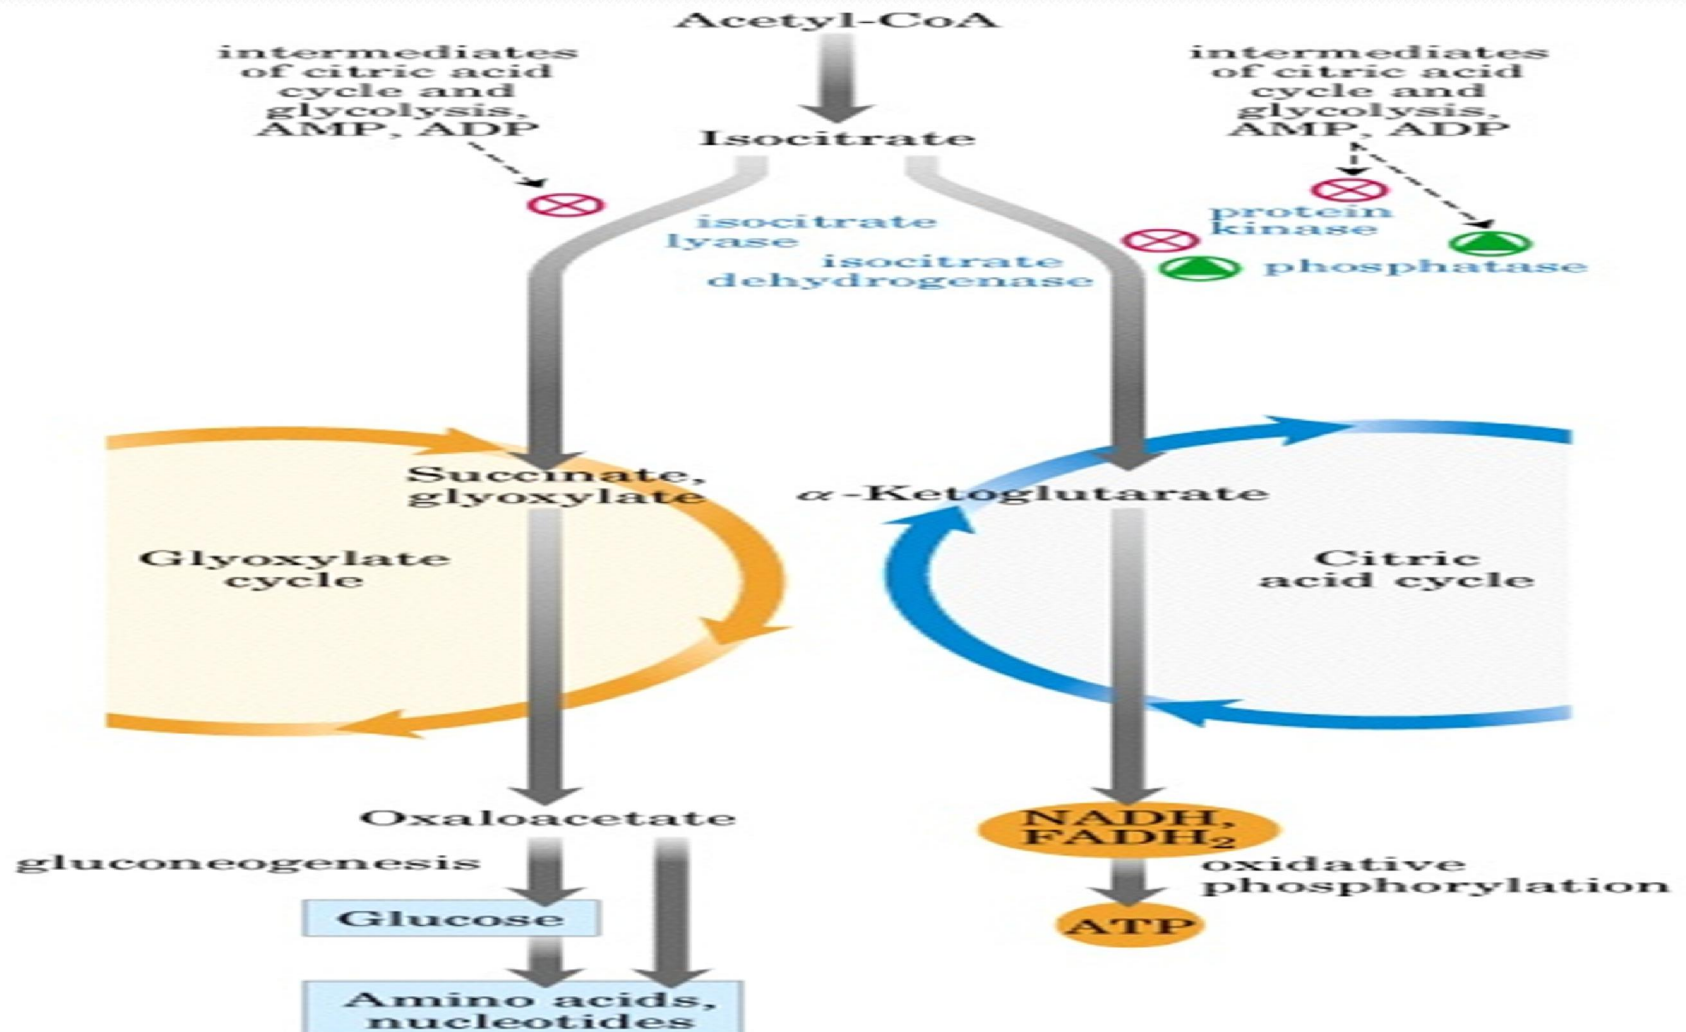 Acetyl-CoA
intermediates
of citric acid
cycle and
glycolysis,
AMP, ADP
intermediates
of citric acid
cycle and
glycolysis,
AMP, ADP
Isocitrate
isocitrate
lyase
isocitrate
dehydrogenase
protein
kinase
phosphatase
Succinate,
glyoxylate
α-Ketoglutarate
Glyoxylate
cycle
Citric
acid cycle
Oxaloacetate
NADH,
FADH₂
gluconeogenesis
oxidative
phosphorylation
Glucose
ATP
Amino acids,
nucleotides